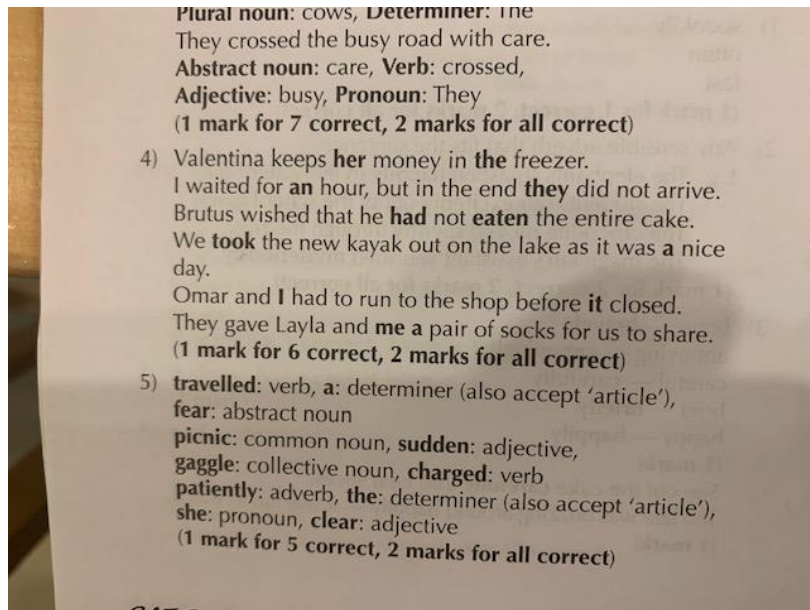 Plural noun: cows, Determiner: The
They crossed the busy road with care.
Abstract noun: care, Verb: crossed,
Adjective: busy, Pronoun: They
(1 mark for 7 correct, 2 marks for all correct)
4) Valentina keeps her money in the freezer.
I waited for an hour, but in the end they did not arrive.
Brutus wished that he had not eaten the entire cake.
We took the new kayak out on the lake as it was a nice
day.
Omar and I had to run to the shop before it closed.
They gave Layla and me a pair of socks for us to share.
(1 mark for 6 correct, 2 marks for all correct)
5) travelled: verb, a: determiner (also accept ‘article’),
fear: abstract noun
picnic: common noun, sudden: adjective,
gaggle: collective noun, charged: verb
patiently: adverb, the: determiner (also accept ‘article’),
she: pronoun, clear: adjective
(1 mark for 5 correct, 2 marks for all correct)